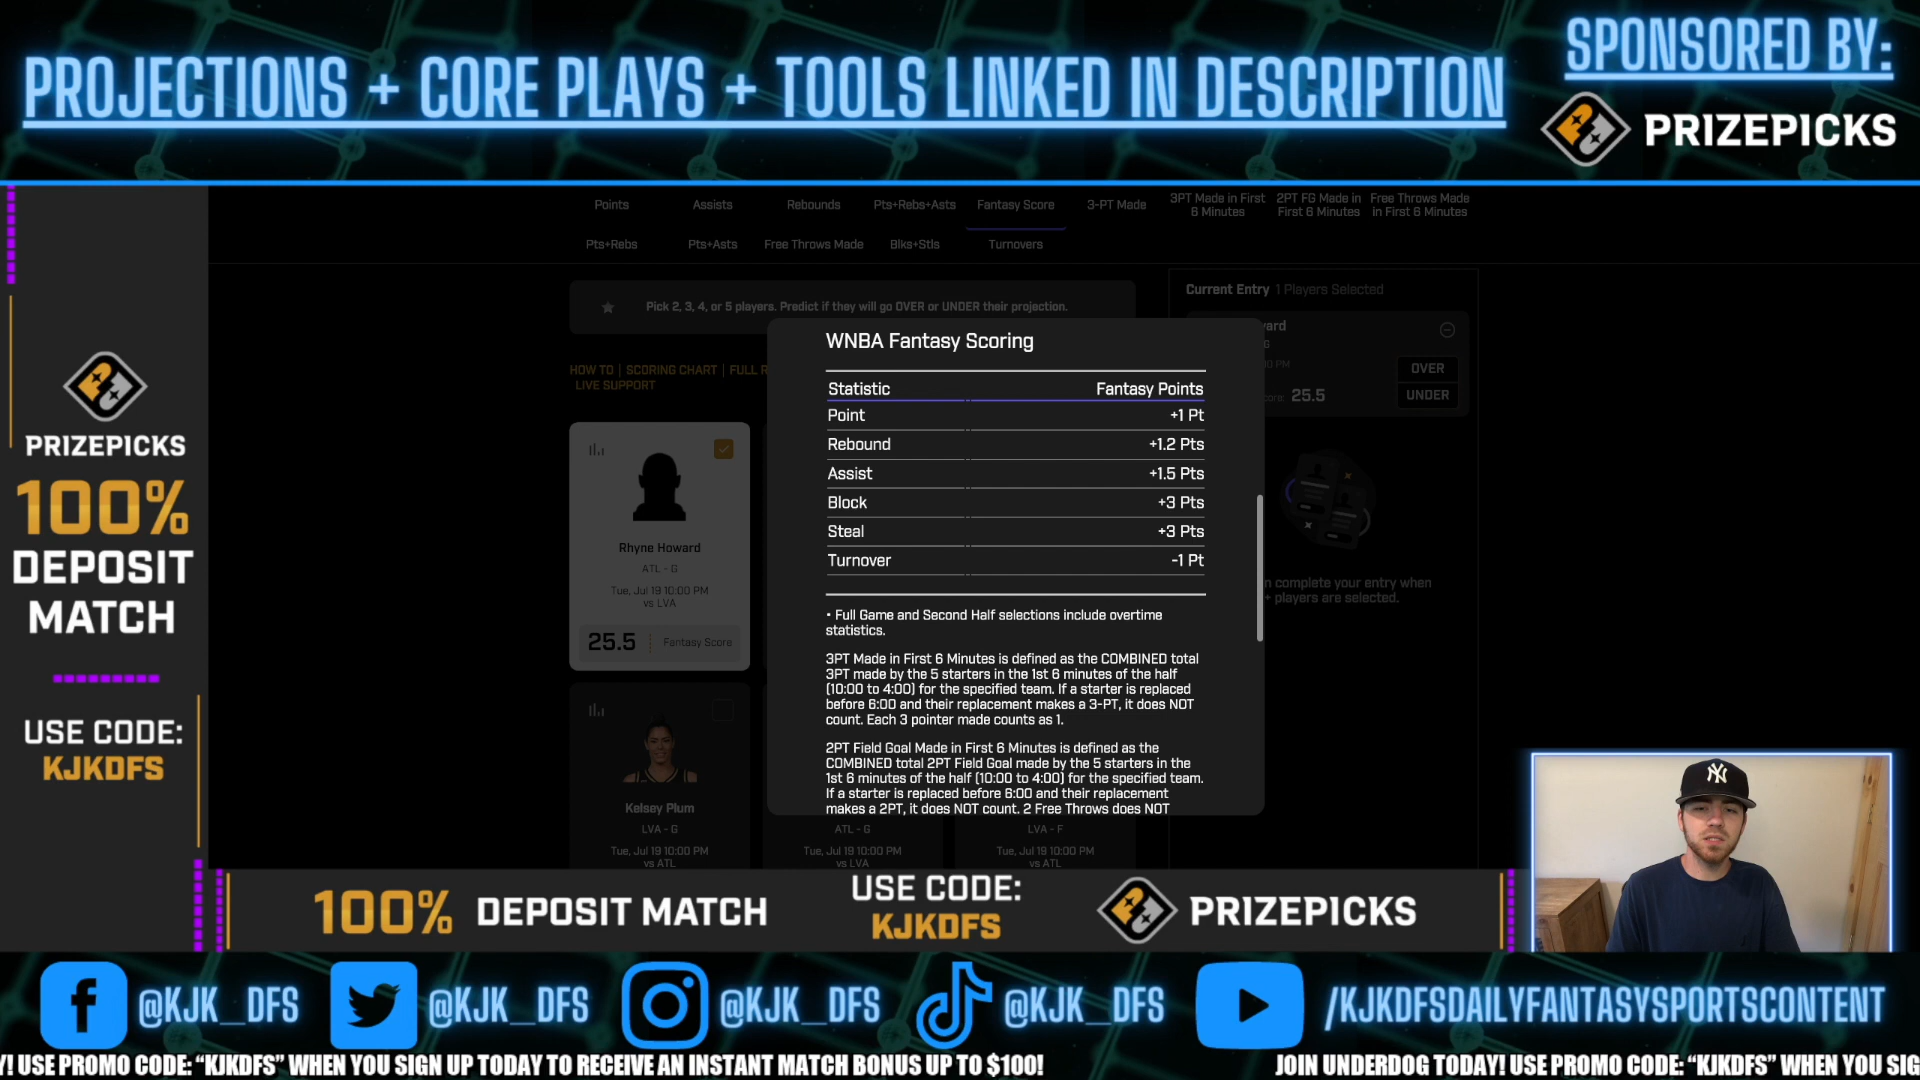 PROJECTIONS + CORE PLAYS + TOOLS LINKED IN DESCRIPTION
SPONSORED BY:
PRIZEPICKS
Points
Assists
Rebounds
Pts+Rebs+Asts
Fantasy Score
3-PT Made
3PT Made in First
6 Minutes
2PT FG Made in
First 6 Minutes
Free Throws Made
in First 6 Minutes
Pts+Rebs
Pts+Asts
Free Throws Made
Blks+Stls
Turnovers
Pick 2, 3, 4, or 5 players. Predict if they will go OVER or UNDER their projection.
HOW TO | SCORING CHART | FULL R
LIVE SUPPORT
Rhyne Howard
ATL - G
Tue, Jul 19 10:00 PM
vs LVA
25.5
Fantasy Score
Kelsey Plum
LVA - G
Tue, Jul 19 10:00 PM
vs ATL
ATL - G
Tue, Jul 19 10:00 PM
vs LVA
LVA - F
Tue, Jul 19 10:00 PM
vs ATL
WNBA Fantasy Scoring
Statistic Fantasy Points
Point +1 Pt
Rebound +1.2 Pts
Assist +1.5 Pts
Block +3 Pts
Steal +3 Pts
Turnover -1 Pt
• Full Game and Second Half selections include overtime
statistics.
3PT Made in First 6 Minutes is defined as the COMBINED total
3PT made by the 5 starters in the 1st 6 minutes of the half
(10:00 to 4:00) for the specified team. If a starter is replaced
before 6:00 and their replacement makes a 3-PT, it does NOT
count. Each 3 pointer made counts as 1.
2PT Field Goal Made in First 6 Minutes is defined as the
COMBINED total 2PT Field Goal made by the 5 starters in the
1st 6 minutes of the half (10:00 to 4:00) for the specified team.
If a starter is replaced before 6:00 and their replacement
makes a 2PT, it does NOT count. 2 Free Throws does NOT
Current Entry 1 Players Selected
ward
G
00 PM
core: 25.5
OVER
UNDER
n complete your entry when
+ players are selected.
PRIZEPICKS
100%
DEPOSIT
MATCH
USE CODE:
KJKDFS
100% DEPOSIT MATCH
USE CODE:
KJKDFS
PRIZEPICKS
NY
@KJK_DFS
@KJK_DFS
@KJK_DFS
@KJK_DFS
/KJKDFSDAILYFANTASYSPORTSCONTENT
Y! USE PROMO CODE: "KJKDFS" WHEN YOU SIGN UP TODAY TO RECEIVE AN INSTANT MATCH BONUS UP TO $100!
JOIN UNDERDOG TODAY! USE PROMO CODE: "KJKDFS" WHEN YOU SIG